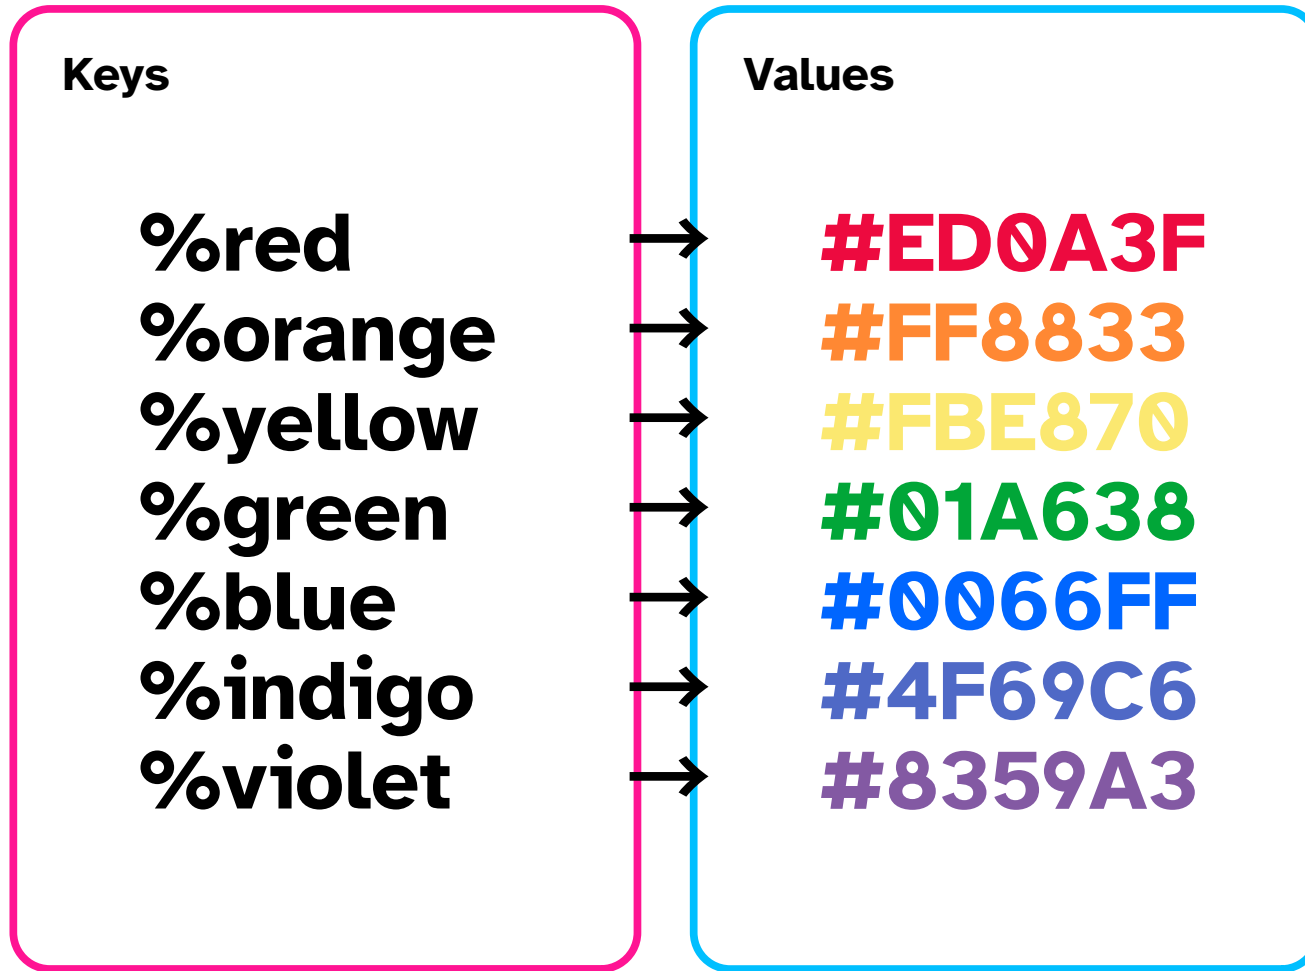 Keys
Values
%red → #ED0A3F
%orange → #FF8833
%yellow → #FBE870
%green → #01A638
%blue → #0066FF
%indigo → #4F69C6
%violet → #8359A3